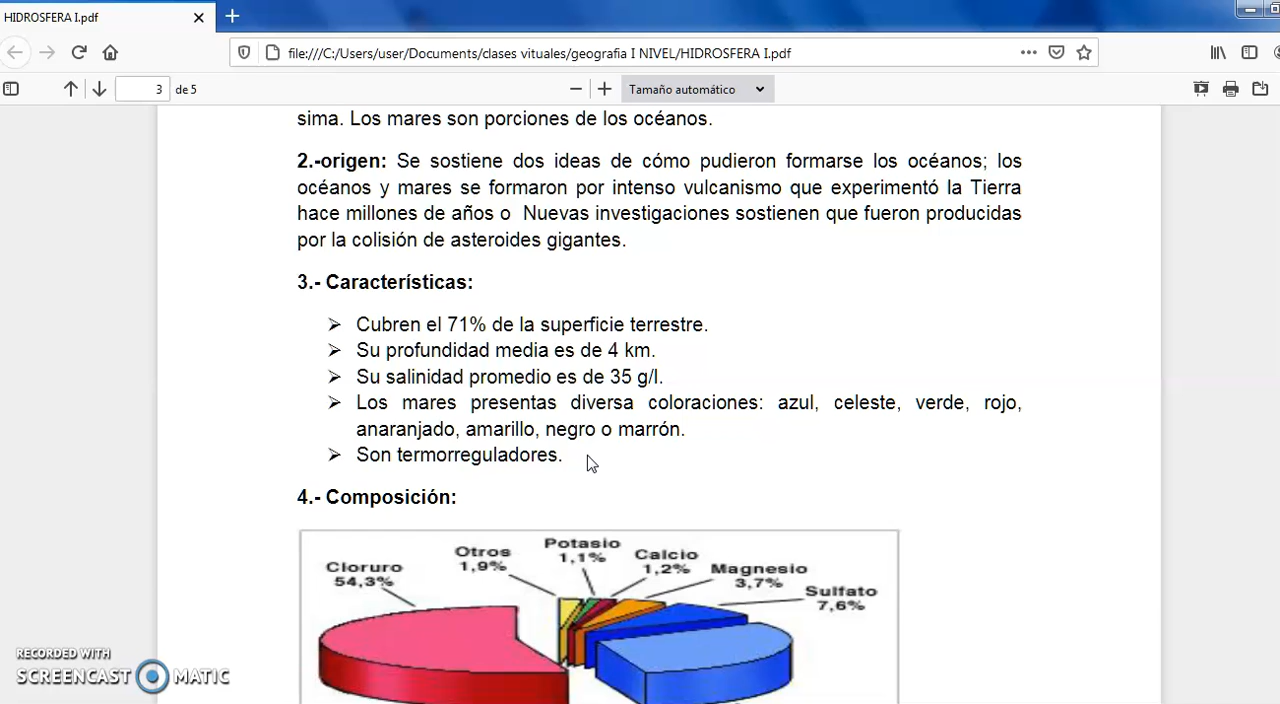 HIDROSFERA I.pdf
file:///C:/Users/user/Documents/clases vituales/geografia I NIVEL/HIDROSFERA I.pdf
3 de 5
Tamaño automático
sima. Los mares son porciones de los océanos.
2.-origen: Se sostiene dos ideas de cómo pudieron formarse los océanos; los
océanos y mares se formaron por intenso vulcanismo que experimentó la Tierra
hace millones de años o Nuevas investigaciones sostienen que fueron producidas
por la colisión de asteroides gigantes.
3.- Características:
Cubren el 71% de la superficie terrestre.
Su profundidad media es de 4 km.
Su salinidad promedio es de 35 g/l.
Los mares presentas diversa coloraciones: azul, celeste, verde, rojo,
anaranjado, amarillo, negro o marrón.
Son termorreguladores.
4.- Composición:
Cloruro
54,3%
Otros
1,9%
Potasio
1,1%
Calcio
1,2%
Magnesio
3,7%
Sulfato
7,6%
RECORDED WITH
SCREENCAST MATIC